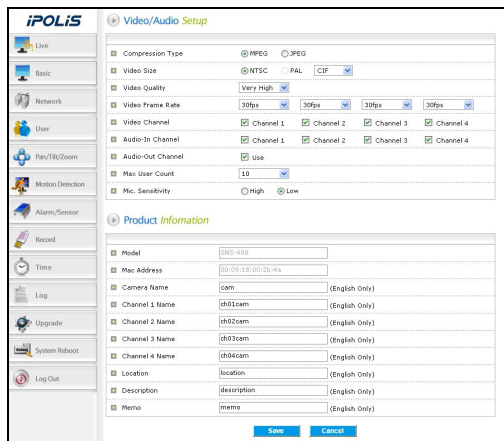 iPOLiS
Live
Basic
Network
User
Pan/Tilt/Zoom
Motion Detection
Alarm/Sensor
Record
Time
Log
Upgrade
System Reboot
Log Out
Video/Audio Setup
Compression Type MPEG JPEG
Video Size NTSC PAL CIF
Video Quality Very High
Video Frame Rate 30fps 30fps 30fps 30fps
Video Channel Channel 1 Channel 2 Channel 3 Channel 4
Audio-In Channel Channel 1 Channel 2 Channel 3 Channel 4
Audio-Out Channel Use
Max User Count 10
Mic. Sensitivity High Low
Product Infomation
Model SNS-400
Mac Address 00:09:18:00:2b:4a
Camera Name cam (English Only)
Channel 1 Name ch01cam (English Only)
Channel 2 Name ch02cam (English Only)
Channel 3 Name ch03cam (English Only)
Channel 4 Name ch04cam (English Only)
Location location (English Only)
Description description (English Only)
Memo memo (English Only)
Save Cancel